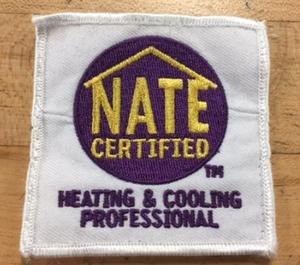 NATE
CERTIFIED
TM
HEATING & COOLING
PROFESSIONAL